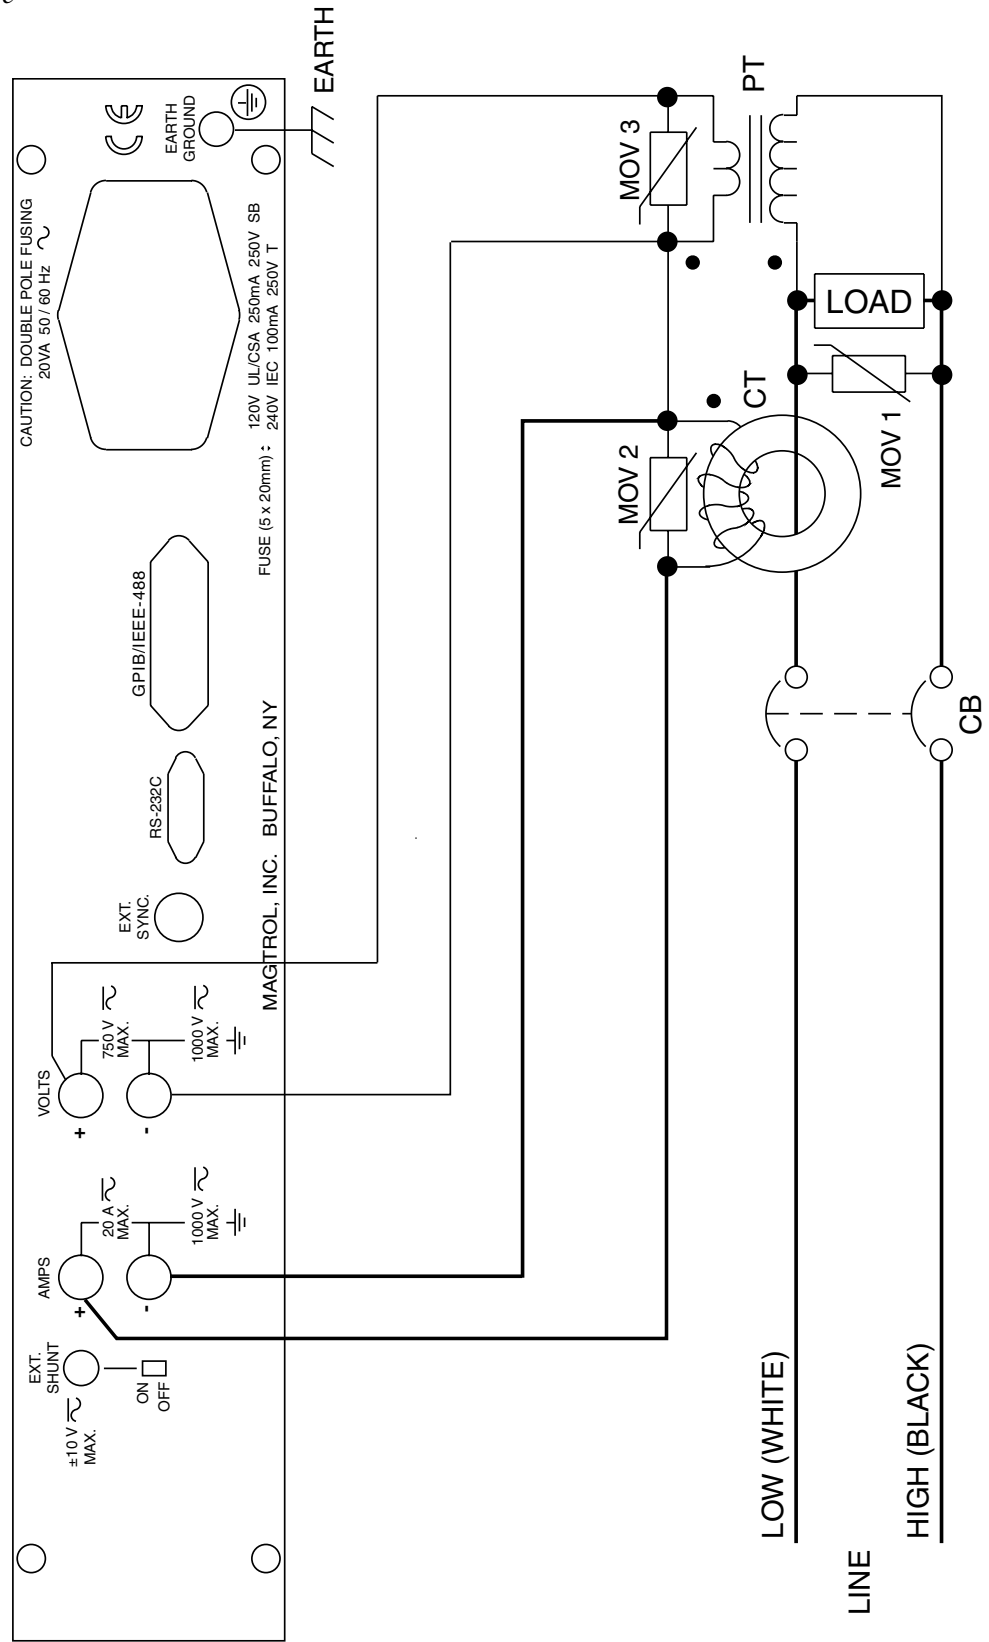 CAUTION: DOUBLE POLE FUSING
20VA 50 / 60 Hz
CE
EARTH
GROUND
EARTH
120V UL/CSA 250mA 250V SB
FUSE (5 x 20mm) :
240V IEC 100mA 250V T
GPIB/IEEE-488
RS-232C
EXT.
SYNC.
MAGTROL, INC. BUFFALO, NY
VOLTS
+
-
750 V
MAX.
1000 V
MAX.
AMPS
+
-
20 A
MAX.
1000 V
MAX.
EXT.
SHUNT
±10 V
MAX.
ON
OFF
MOV 3
PT
MOV 2
CT
LOAD
MOV 1
CB
LOW (WHITE)
LINE
HIGH (BLACK)